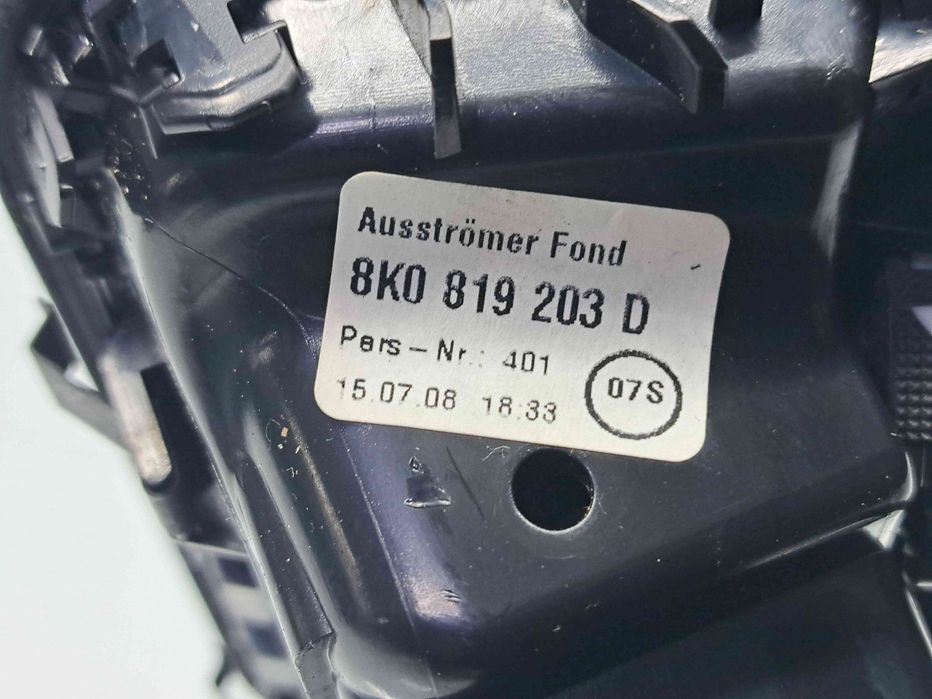 Ausströmer Fond
8K0 819 203 D
Pers-Nr.: 401
15.07.08 18:33
07S